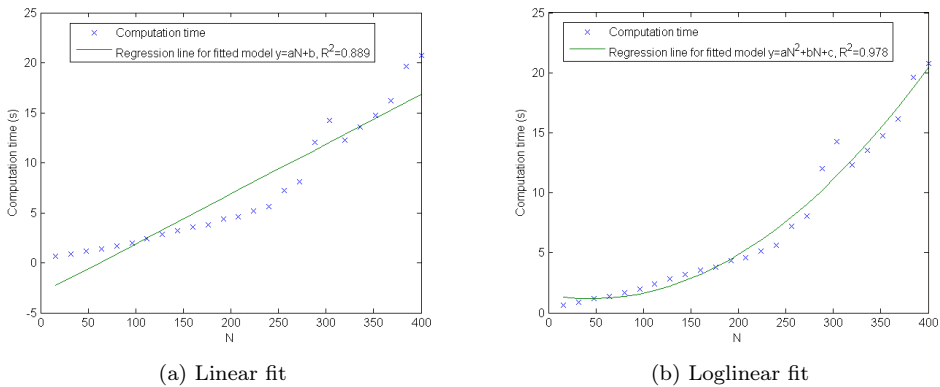 Computation time
Regression line for fitted model y=aN+b, R²=0.889
25
20
15
10
5
0
-5
Computation time (s)
0 50 100 150 200 250 300 350 400
N
(a) Linear fit
Computation time
Regression line for fitted model y=aN²+bN+c, R²=0.978
25
20
15
10
5
0
Computation time (s)
0 50 100 150 200 250 300 350 400
N
(b) Loglinear fit